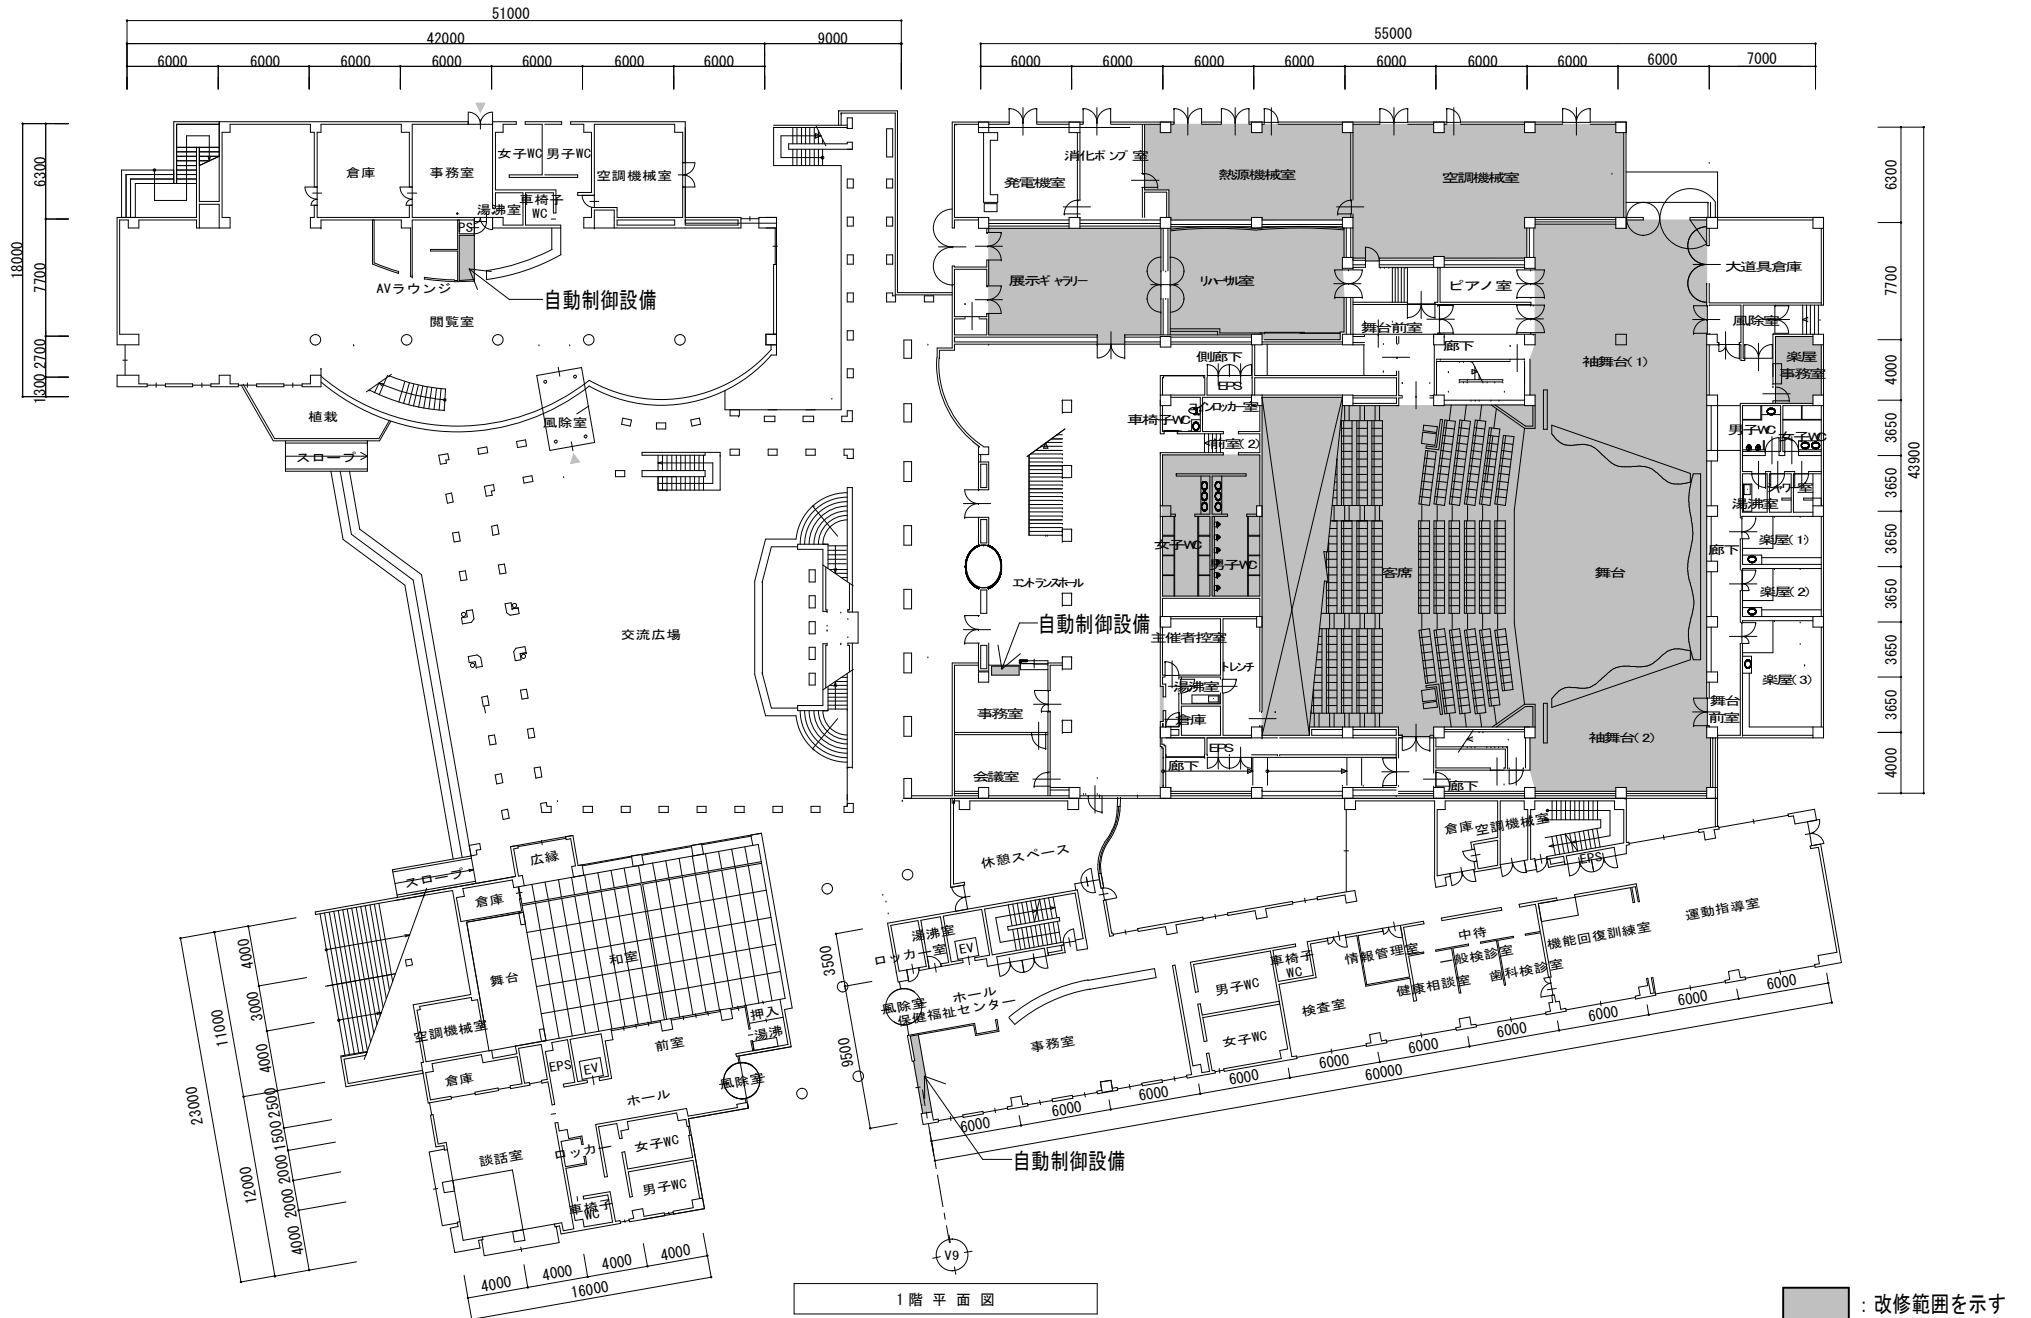 51000
42000
9000
6000
6000
6000
6000
6000
6000
6000
55000
6000
6000
6000
6000
6000
6000
6000
6000
7000
18000
6300
7700
2700
1300
43900
6300
7700
4000
3650
3650
3650
3650
3650
3650
4000
倉庫
事務室
女子WC
男子WC
空調機械室
湯沸室
車椅子
WC
PS
AVラウンジ
自動制御設備
閲覧室
植栽
風除室
スロープ
交流広場
消化ポンプ室
発電機室
熱源機械室
空調機械室
展示ギャラリー
リハーサル室
ピアノ室
大道具倉庫
舞台前室
廊下
風除室
袖舞台(1)
楽屋
事務室
側廊下
EPS
コインロッカー室
車椅子WC
前室(2)
男子WC
女子WC
シャワー室
湯沸室
女子WC
男子WC
客席
舞台
廊下
楽屋(1)
楽屋(2)
楽屋(3)
エントランスホール
自動制御設備
主催者控室
トレンチ
湯沸室
倉庫
事務室
会議室
EPS
廊下
廊下
袖舞台(2)
舞台
前室
休憩スペース
倉庫
空調機械室
EPS
スロープ
広縁
倉庫
舞台
和室
空調機械室
倉庫
EPS
EV
前室
押入
湯沸
風除室
ホール
談話室
ロッカー
女子WC
男子WC
車椅子
WC
23000
11000
12000
4000
3000
4000
2500
1500
2000
2000
4000
4000
4000
4000
4000
16000
湯沸室
ロッカー室
EV
風除室
ホール
保健福祉センター
事務室
男子WC
女子WC
車椅子
WC
検査室
情報管理室
健康相談室
中待
一般検診室
歯科検診室
機能回復訓練室
運動指導室
3500
9500
6000
6000
6000
6000
6000
6000
6000
6000
6000
6000
60000
自動制御設備
V9
1階平面図
：改修範囲を示す